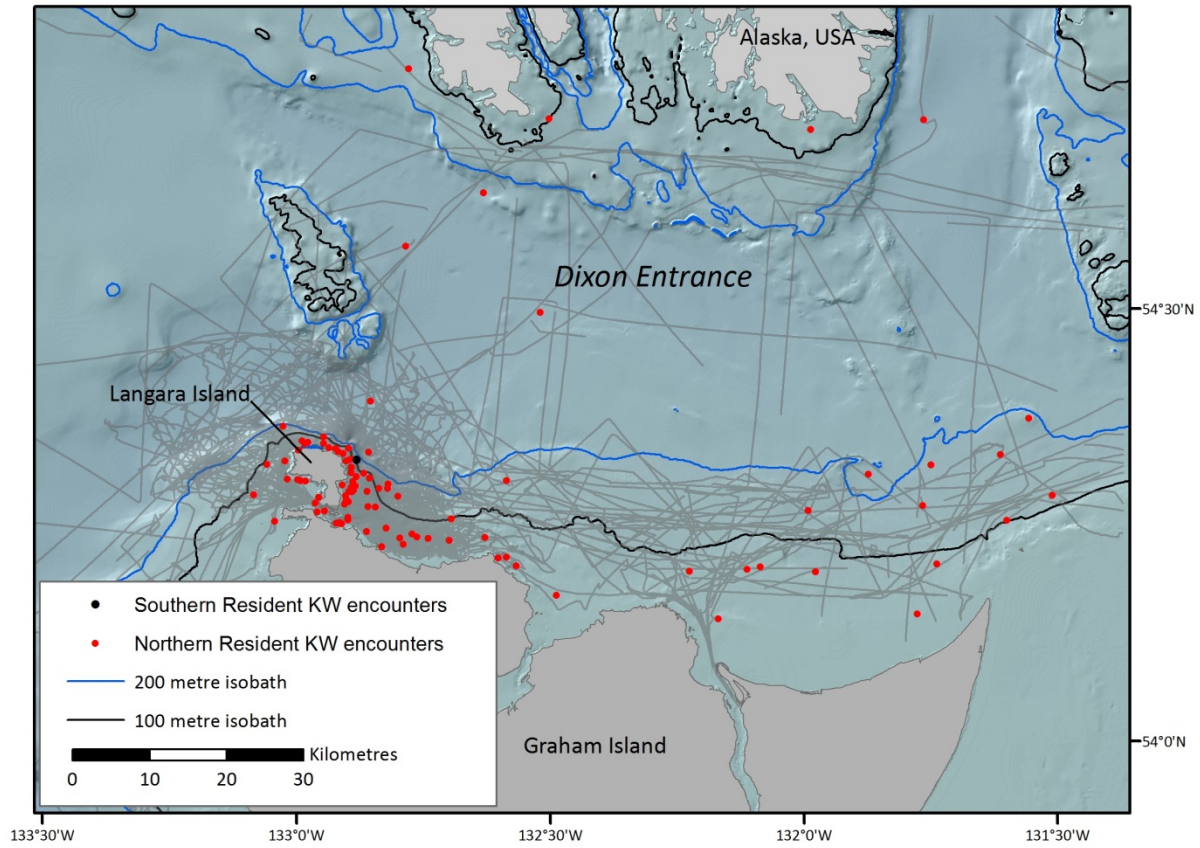 Alaska, USA
Dixon Entrance
54°30'N
Langara Island
Southern Resident KW encounters
Northern Resident KW encounters
200 metre isobath
100 metre isobath
Kilometres
0 10 20 30
Graham Island
54°0'N
133°30'W 133°0'W 132°30'W 132°0'W 131°30'W